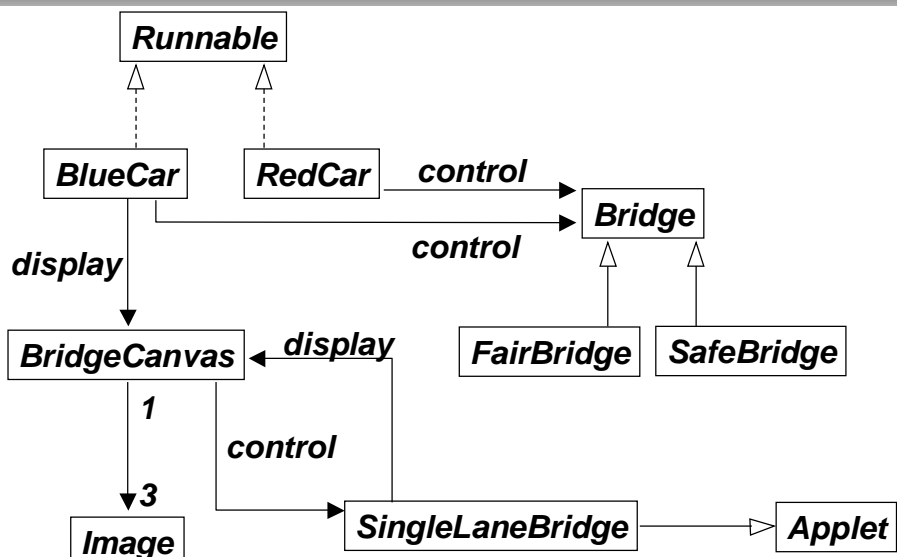 Runnable
BlueCar
RedCar
control
Bridge
control
display
BridgeCanvas
display
FairBridge
SafeBridge
1
control
3
Image
SingleLaneBridge
Applet